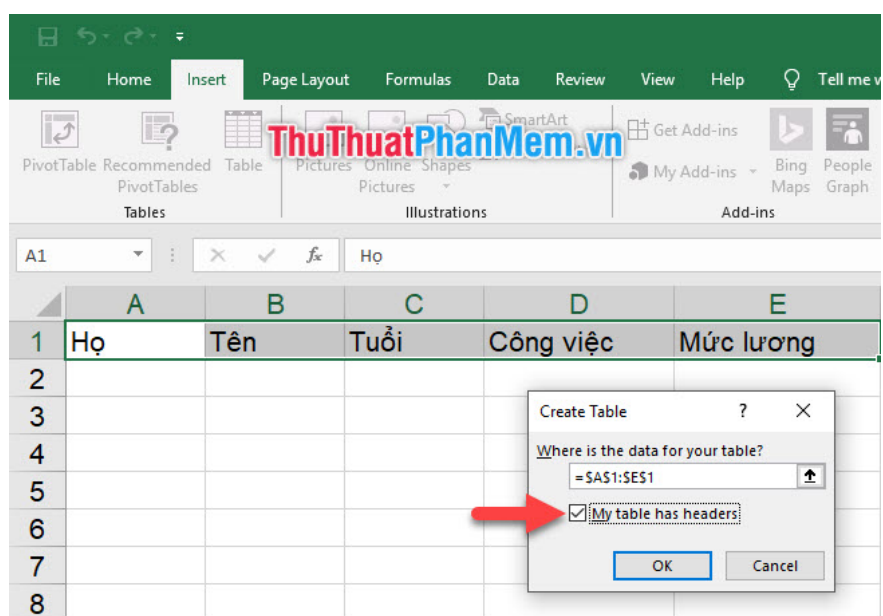 File Home Insert Page Layout Formulas Data Review View Help Tell me
PivotTable Recommended PivotTables Table Pictures Online Pictures Shapes SmartArt Get Add-ins My Add-ins Bing Maps People Graph
ThuThuatPhanMem.vn
Tables Illustrations Add-ins
A1 fx Họ
A B C D E
1 Họ Tên Tuổi Công việc Mức lương
2
3
4
5
6
7
8
Create Table ? ×
Where is the data for your table?
=$A$1:$E$1
My table has headers
OK Cancel